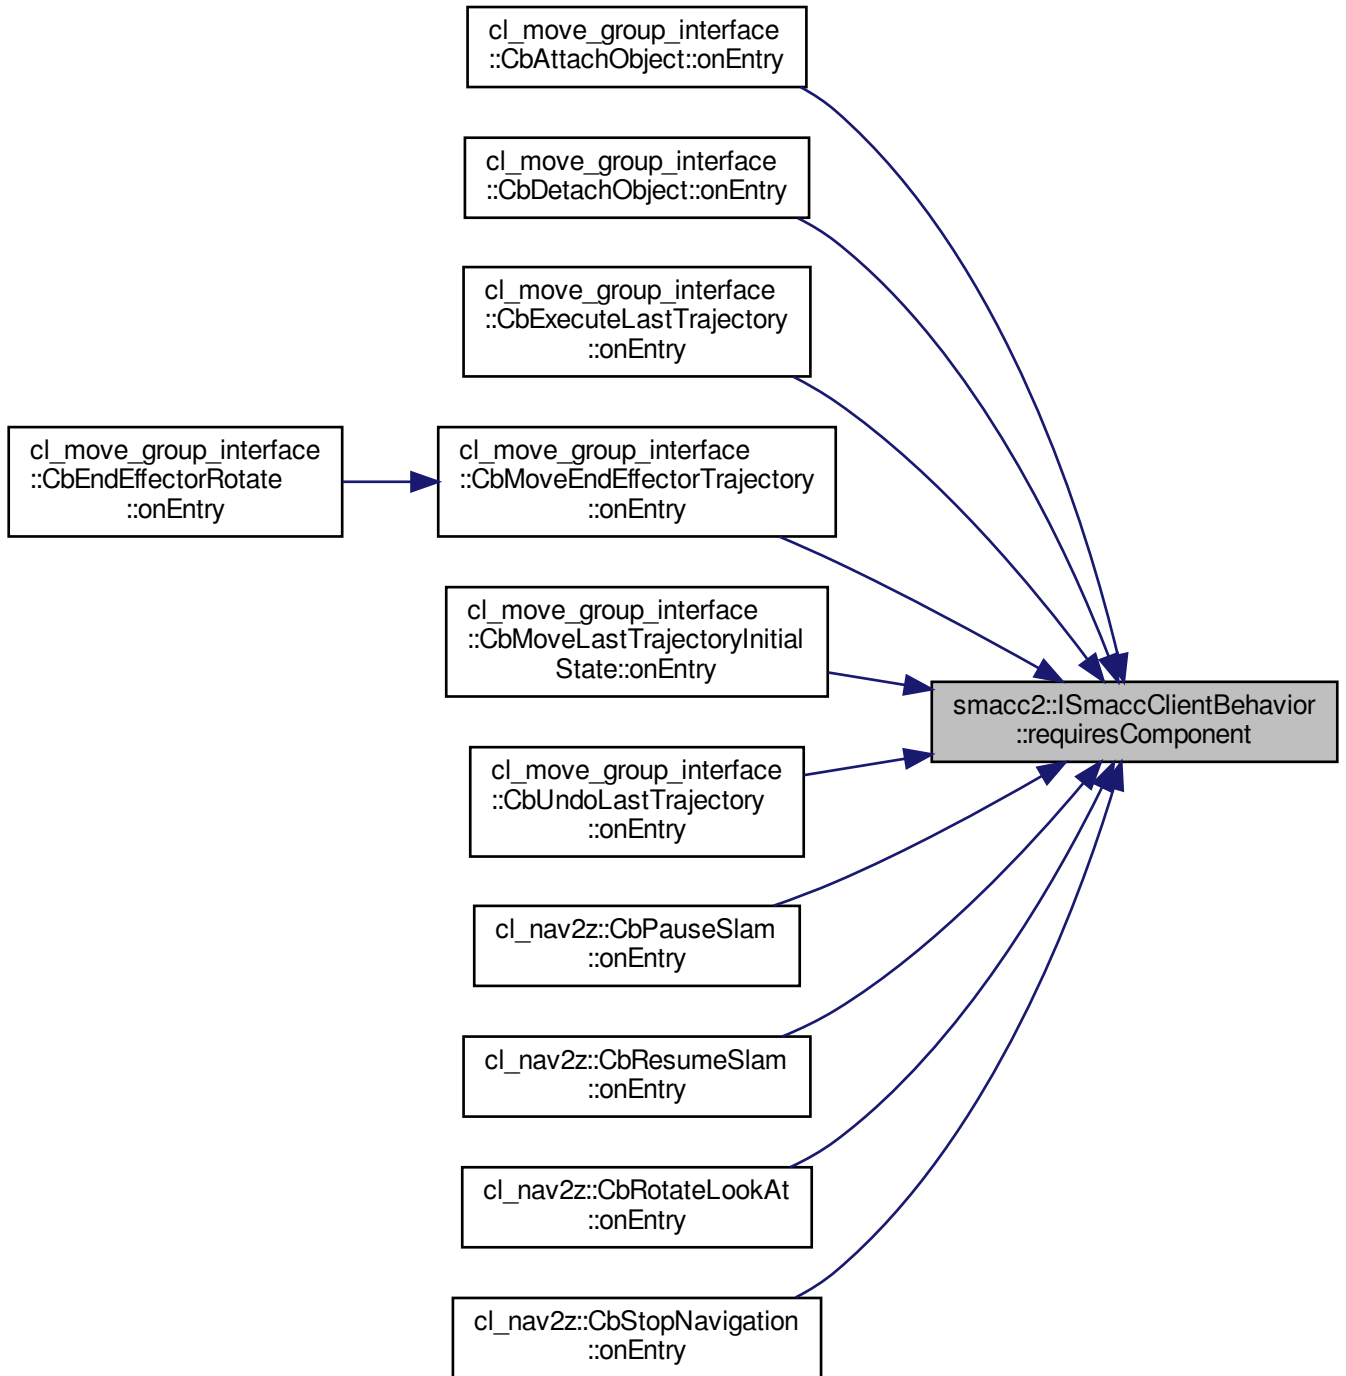 cl_move_group_interface
::CbAttachObject::onEntry
cl_move_group_interface
::CbDetachObject::onEntry
cl_move_group_interface
::CbExecuteLastTrajectory
::onEntry
cl_move_group_interface
::CbEndEffectorRotate
::onEntry
cl_move_group_interface
::CbMoveEndEffectorTrajectory
::onEntry
cl_move_group_interface
::CbMoveLastTrajectoryInitial
State::onEntry
smacc2::ISmaccClientBehavior
::requiresComponent
cl_move_group_interface
::CbUndoLastTrajectory
::onEntry
cl_nav2z::CbPauseSlam
::onEntry
cl_nav2z::CbResumeSlam
::onEntry
cl_nav2z::CbRotateLookAt
::onEntry
cl_nav2z::CbStopNavigation
::onEntry